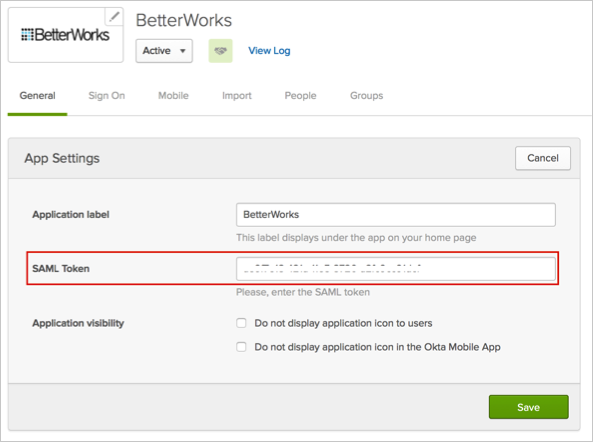 BetterWorks
BetterWorks
Active
View Log
General Sign On Mobile Import People Groups
App Settings
Cancel
Application label
BetterWorks
This label displays under the app on your home page
SAML Token
Please, enter the SAML token
Application visibility
Do not display application icon to users
Do not display application icon in the Okta Mobile App
Save